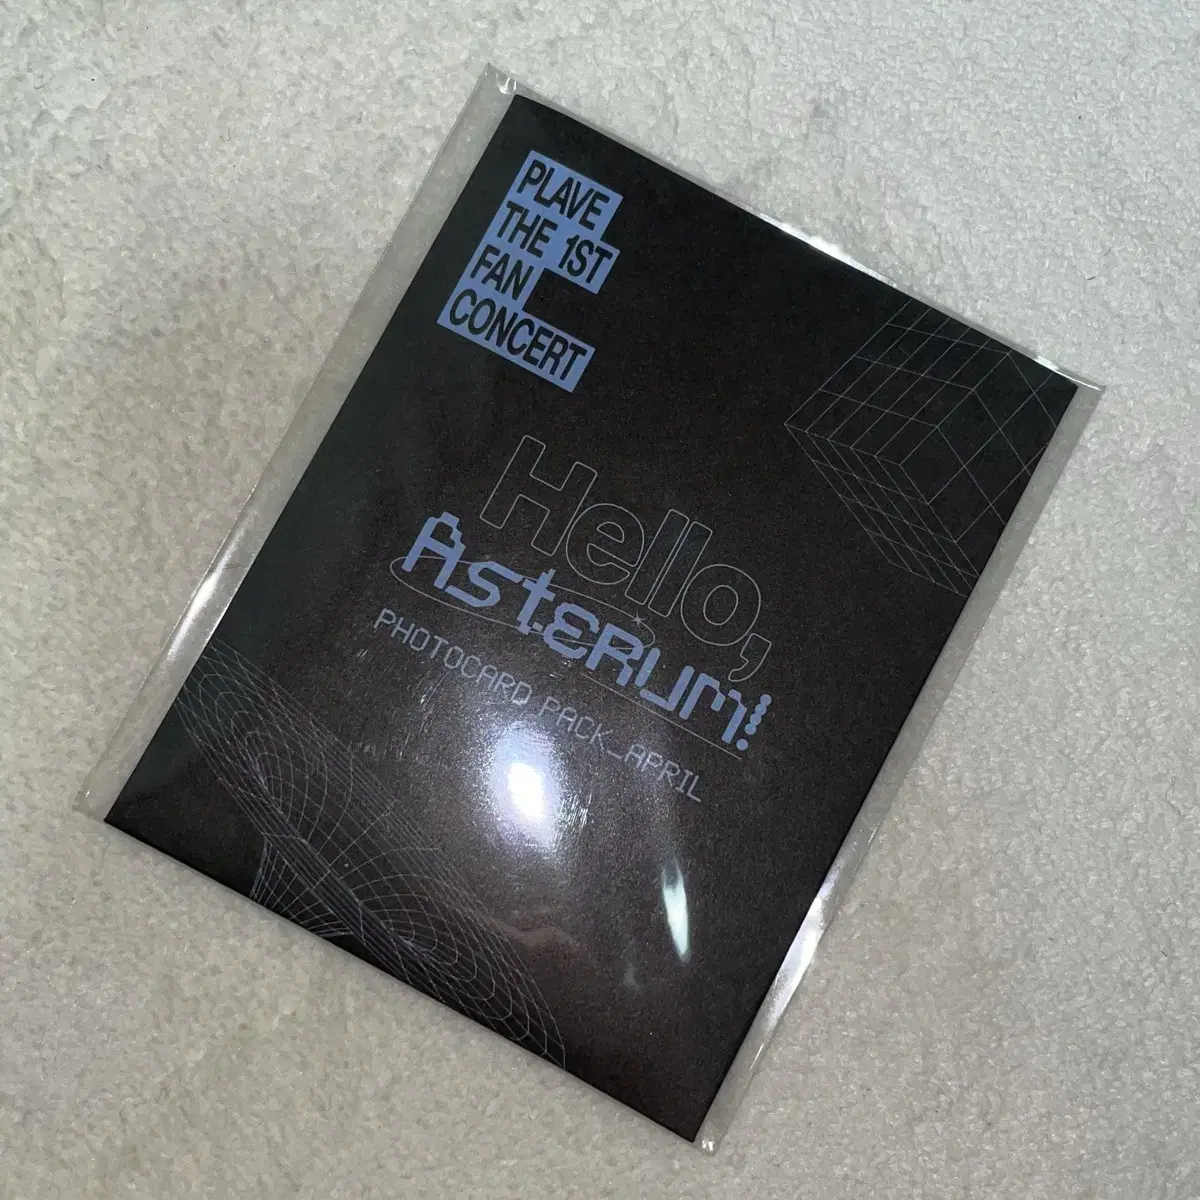 PLAVE
THE 1ST
FAN
CONCERT
Hello,
AsteRUM!
PHOTOCARD PACK_APRIL